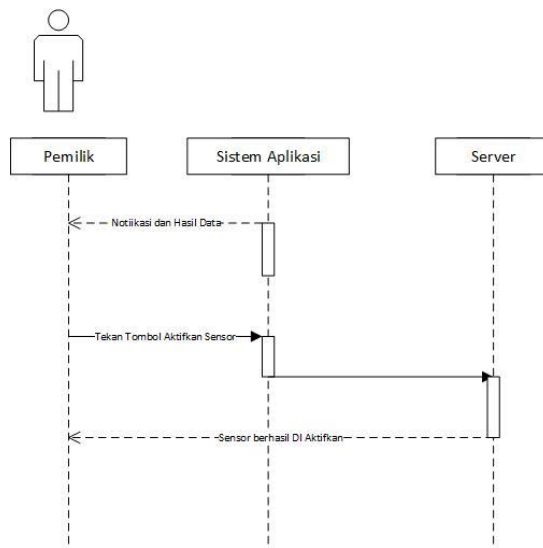 Pemilik
Sistem Aplikasi
Server
Notiikasi dan Hasil Data
Tekan Tombol Aktifkan Sensor
Sensor berhasil DI Aktifkan